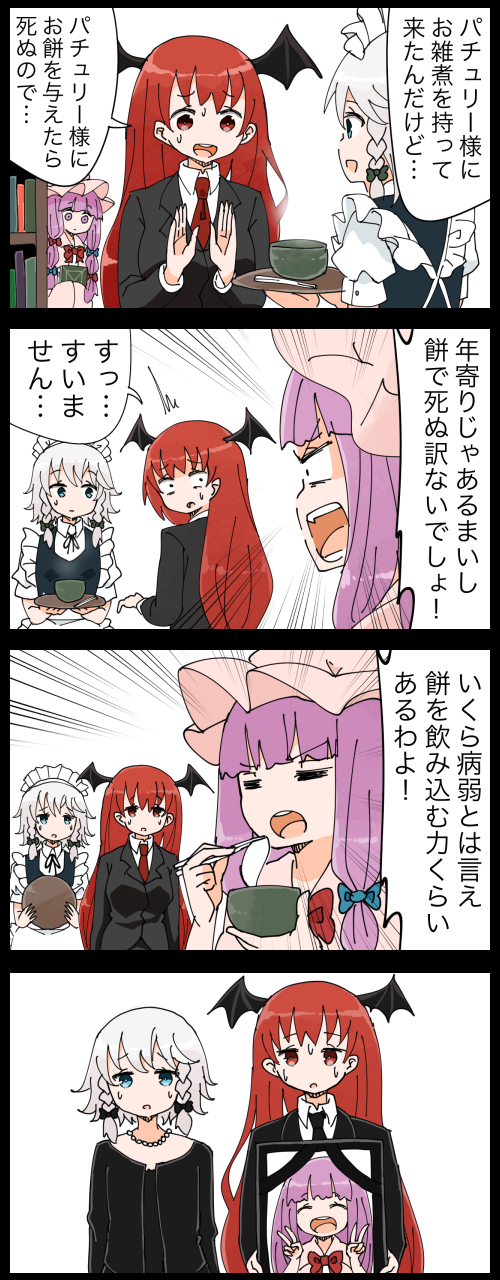 パチュリー様に
お雑煮を持って
来たんだけど…
パチュリー様に
お餅を与えたら
死ぬので…
年寄りじゃあるまいし
餅で死ぬ訳ないでしょ！
すっ…
すいま
せん…
いくら病弱とは言え
餅を飲み込む力くらい
あるわよ！